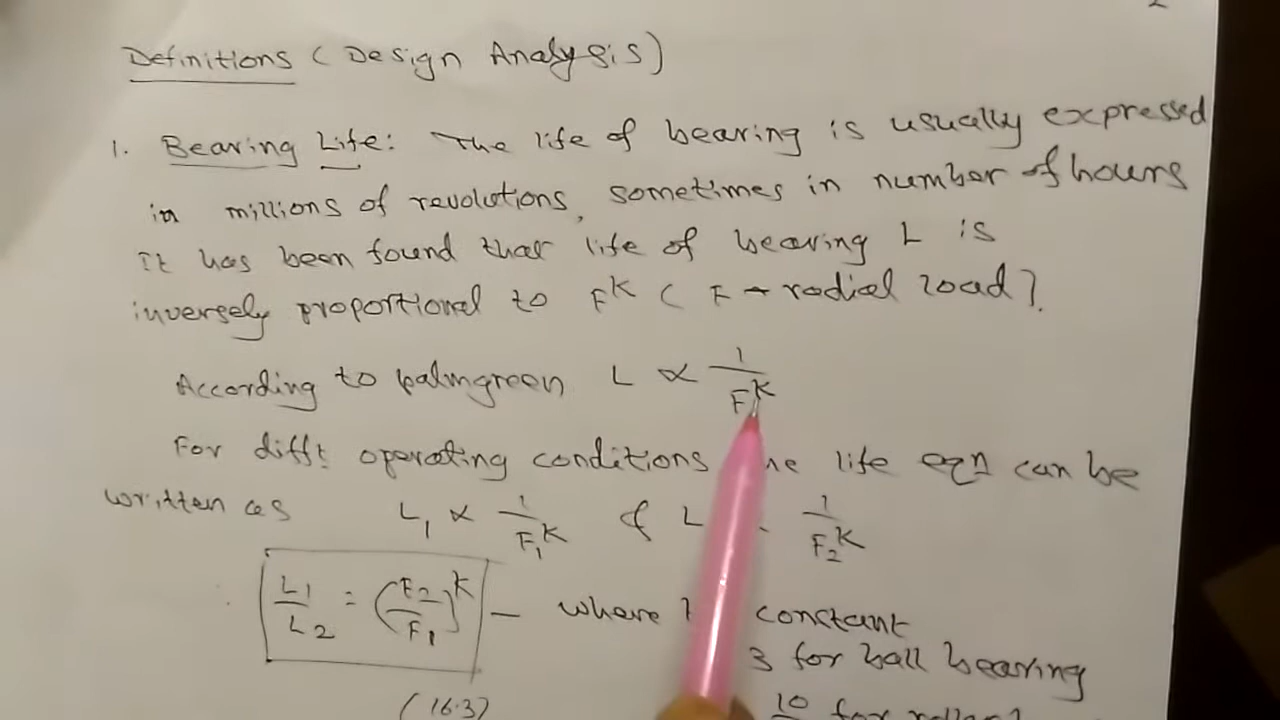 Definitions (Design Analysis)
1. Bearing Life: The life of bearing is usually expressed
in millions of revolutions, sometimes in number of hours
It has been found that life of bearing L is
inversely proportional to F^K ( F → radial load ).
According to palmgreen L ∝ 1/F^K
For diff't operating conditions life eqn can be
written as L₁ ∝ 1/F₁^K & L 1/F₂^K
L₁/L₂ = (F₂/F₁)^K — where constant
3 for ball bearing
(16.3) 10 for roller